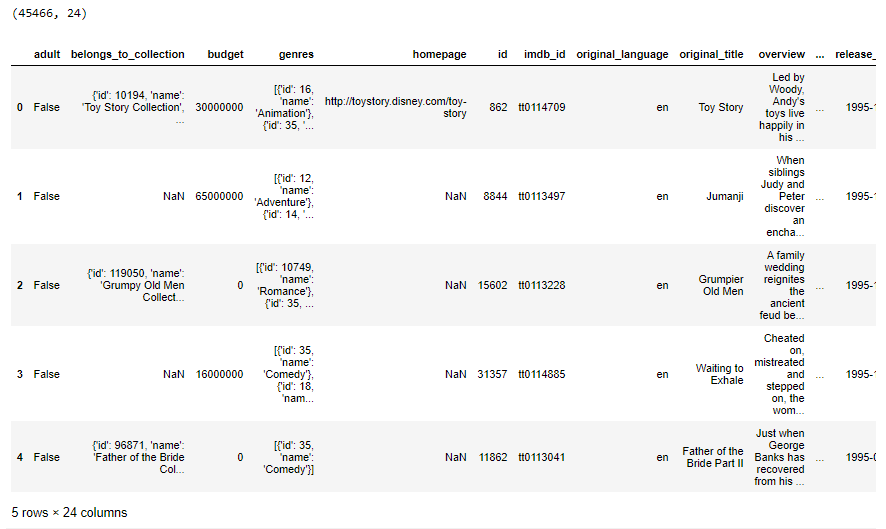 (45466, 24)
adult belongs_to_collection budget genres homepage id imdb_id original_language original_title overview ... release_
0 False {'id': 10194, 'name': 'Toy Story Collection', ... 30000000 [{'id': 16, 'name': 'Animation'}, {'id': 35, '... http://toystory.disney.com/toy-story 862 tt0114709 en Toy Story Led by Woody, Andy's toys live happily in his ... ... 1995-1
1 False NaN 65000000 [{'id': 12, 'name': 'Adventure'}, {'id': 14, '... NaN 8844 tt0113497 en Jumanji When siblings Judy and Peter discover an encha... ... 1995-1
2 False {'id': 119050, 'name': 'Grumpy Old Men Collect... 0 [{'id': 10749, 'name': 'Romance'}, {'id': 35, ... NaN 15602 tt0113228 en Grumpier Old Men A family wedding reignites the ancient feud be... ... 1995-1
3 False NaN 16000000 [{'id': 35, 'name': 'Comedy'}, {'id': 18, 'nam... NaN 31357 tt0114885 en Waiting to Exhale Cheated on, mistreated and stepped on, the wom... ... 1995-1
4 False {'id': 96871, 'name': 'Father of the Bride Col... 0 [{'id': 35, 'name': 'Comedy'}] NaN 11862 tt0113041 en Father of the Bride Part II Just when George Banks has recovered from his ... ... 1995-0
5 rows × 24 columns